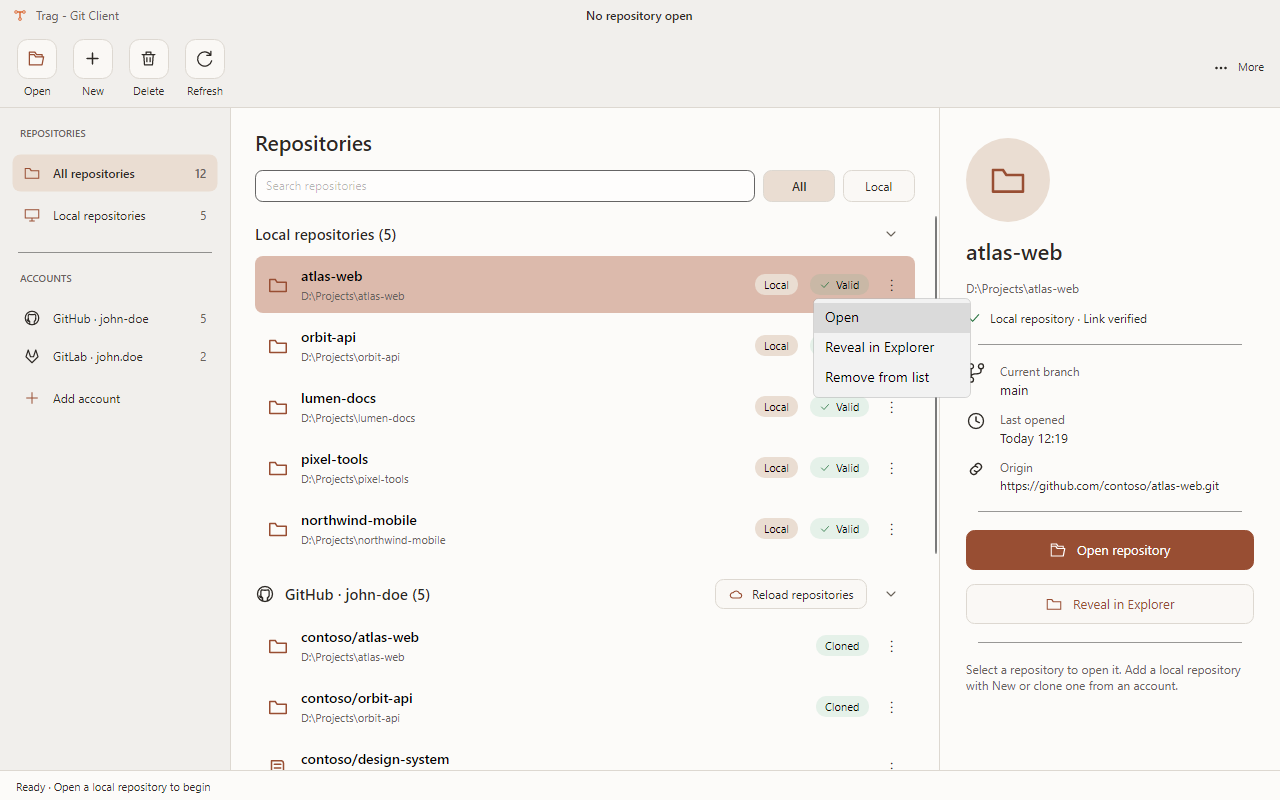 Trag - Git Client
No repository open
Open
New
Delete
Refresh
More
REPOSITORIES
All repositories 12
Local repositories 5
ACCOUNTS
GitHub · john-doe 5
GitLab · john.doe 2
Add account
Repositories
Search repositories
All
Local
Local repositories (5)
atlas-web
D:\Projects\atlas-web
Local
Valid
Open
Reveal in Explorer
Remove from list
orbit-api
D:\Projects\orbit-api
Local
lumen-docs
D:\Projects\lumen-docs
Local
Valid
pixel-tools
D:\Projects\pixel-tools
Local
Valid
northwind-mobile
D:\Projects\northwind-mobile
Local
Valid
GitHub · john-doe (5)
Reload repositories
contoso/atlas-web
D:\Projects\atlas-web
Cloned
contoso/orbit-api
D:\Projects\orbit-api
Cloned
contoso/design-system
atlas-web
D:\Projects\atlas-web
Local repository · Link verified
Current branch
main
Last opened
Today 12:19
Origin
https://github.com/contoso/atlas-web.git
Open repository
Reveal in Explorer
Select a repository to open it. Add a local repository
with New or clone one from an account.
Ready · Open a local repository to begin